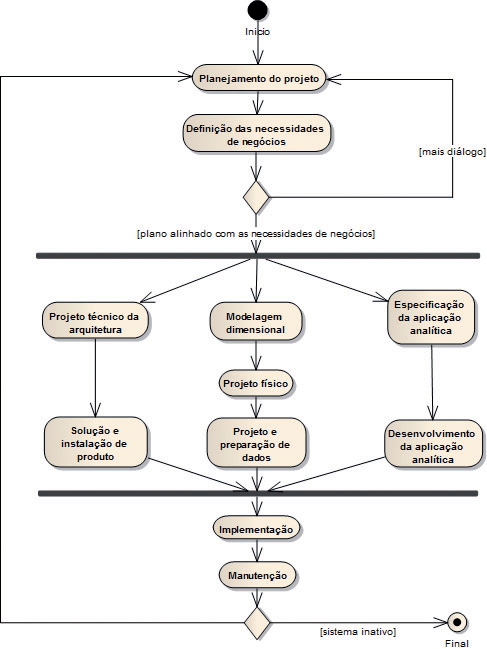 Inicio
Planejamento do projeto
Definição das necessidades
de negócios
[mais diálogo]
[plano alinhado com as necessidades de negócios]
Projeto técnico da
arquitetura
Modelagem
dimensional
Especificação
da aplicação
analítica
Projeto físico
Solução e
instalação de
produto
Projeto e
preparação de
dados
Desenvolvimento
da aplicação
analítica
Implementação
Manutenção
[sistema inativo]
Final